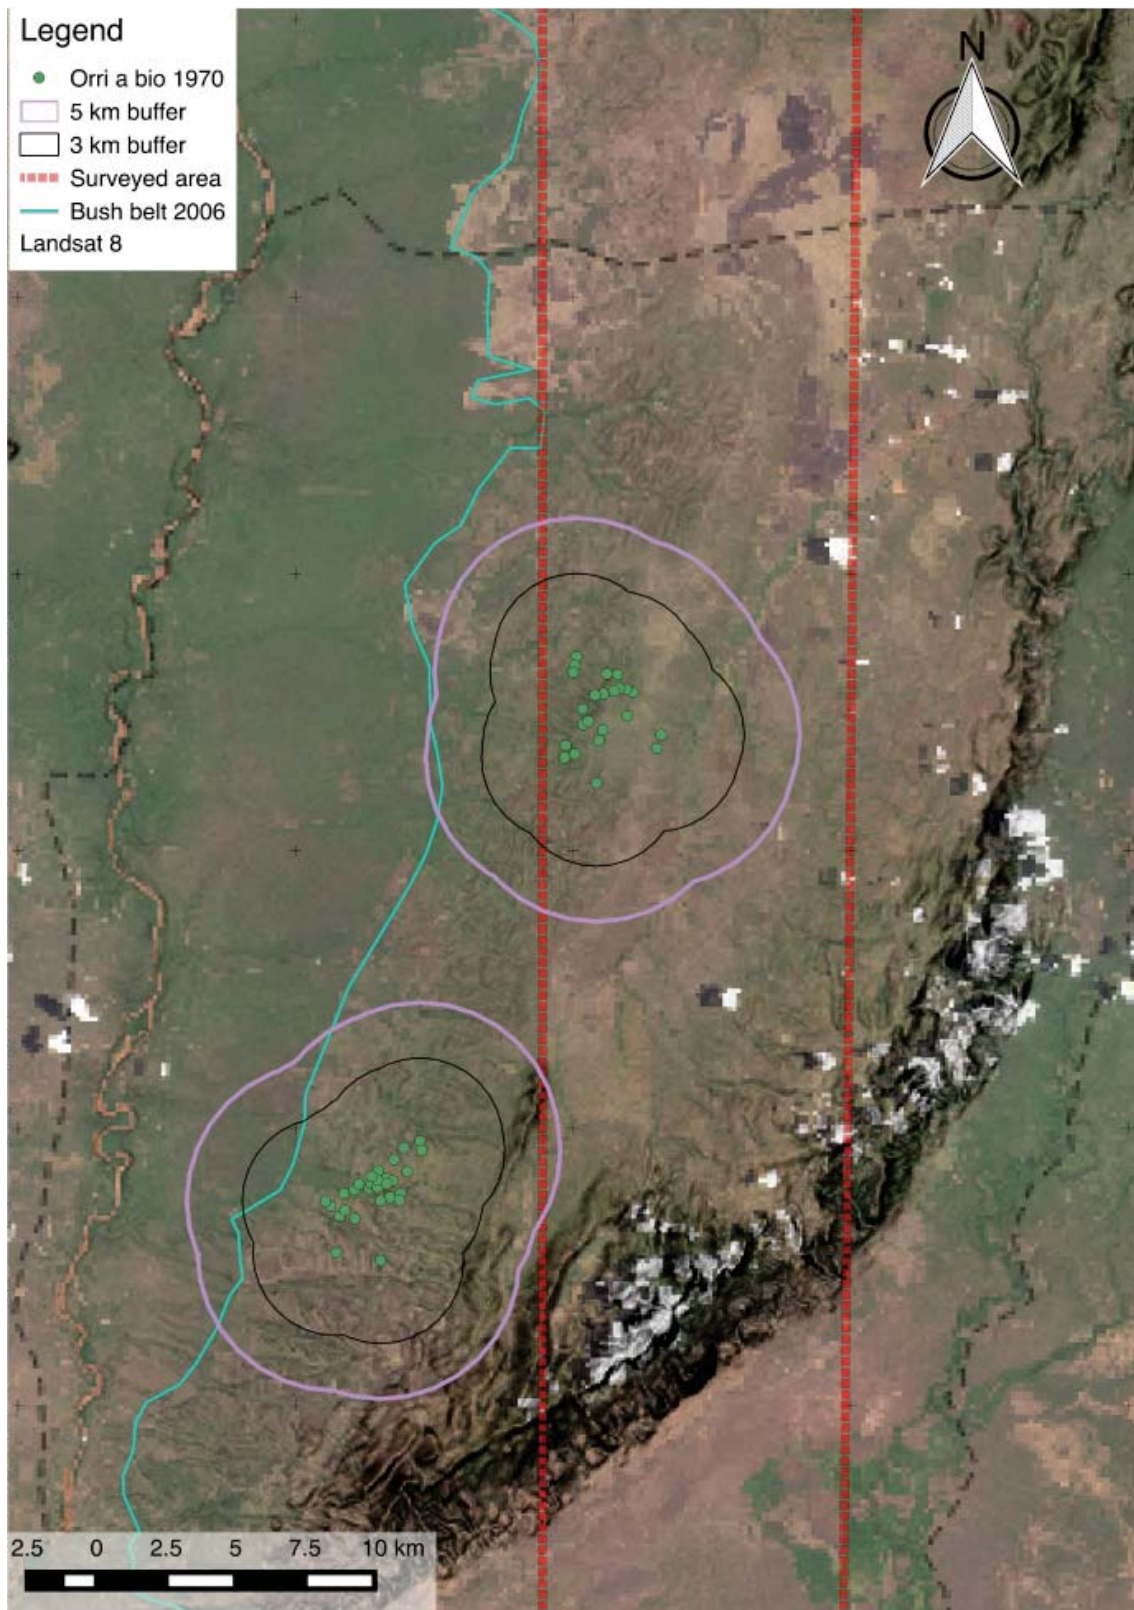 Legend
Orri a bio 1970
5 km buffer
3 km buffer
Surveyed area
Bush belt 2006
Landsat 8
N
2.5 0 2.5 5 7.5 10 km